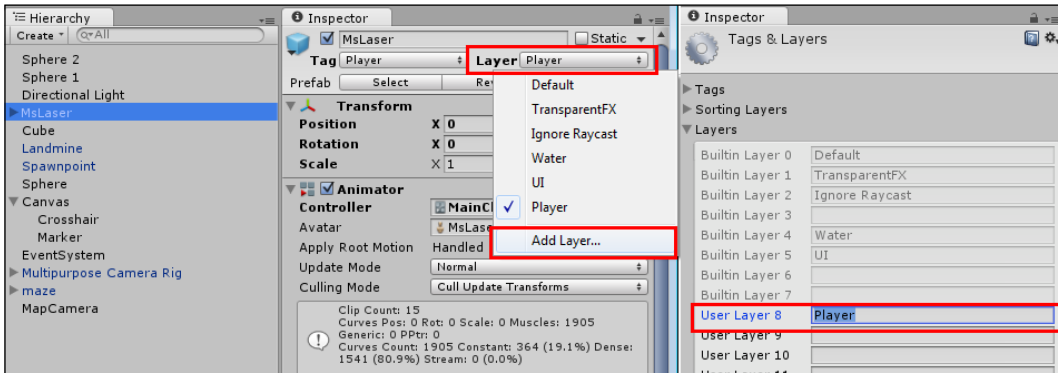 Hierarchy
Create All
Sphere 2
Sphere 1
Directional Light
MsLaser
Cube
Landmine
Spawnpoint
Sphere
Canvas
Crosshair
Marker
EventSystem
Multipurpose Camera Rig
maze
MapCamera
Inspector
MsLaser Static
Tag Player Layer Player
Prefab Select Re
Transform
Position X 0
Rotation X 0
Scale X 1
Animator
Controller MainCl
Avatar MsLase
Apply Root Motion Handled
Update Mode Normal
Culling Mode Cull Update Transforms
Clip Count: 15
Curves Pos: 0 Rot: 0 Scale: 0 Muscles: 1905
Generic: 0 PPtr: 0
Curves Count: 1905 Constant: 364 (19.1%) Dense:
1541 (80.9%) Stream: 0 (0.0%)
Default
TransparentFX
Ignore Raycast
Water
UI
Player
Add Layer...
Inspector
Tags & Layers
Tags
Sorting Layers
Layers
Builtin Layer 0 Default
Builtin Layer 1 TransparentFX
Builtin Layer 2 Ignore Raycast
Builtin Layer 3
Builtin Layer 4 Water
Builtin Layer 5 UI
Builtin Layer 6
Builtin Layer 7
User Layer 8 Player
User Layer 9
User Layer 10